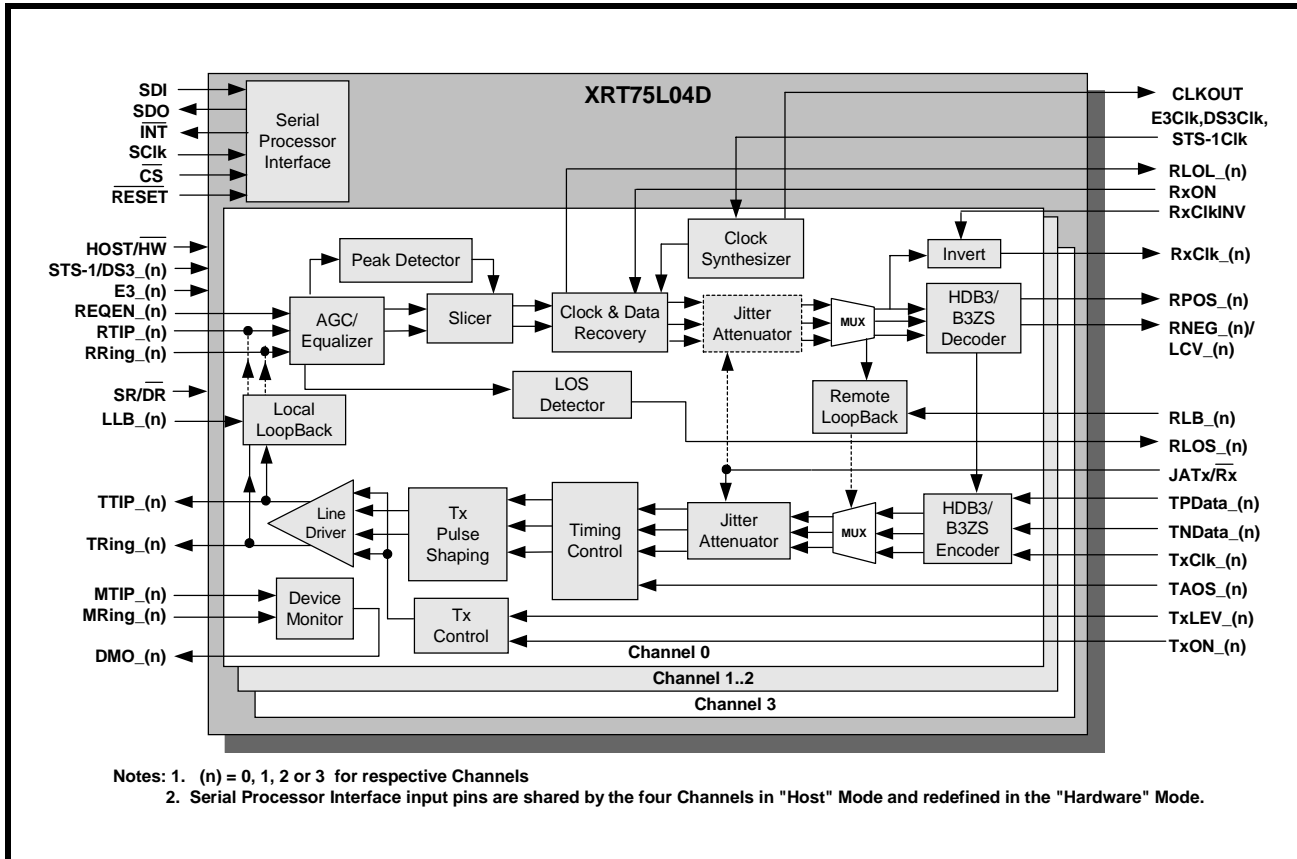 XRT75L04D
SDI
SDO
INT
SClk
CS
RESET
Serial
Processor
Interface
CLKOUT
E3Clk,DS3Clk,
STS-1Clk
RLOL_(n)
RxON
RxClkINV
RxClk_(n)
RPOS_(n)
RNEG_(n)/
LCV_(n)
HOST/HW
STS-1/DS3_(n)
E3_(n)
REQEN_(n)
RTIP_(n)
RRing_(n)
SR/DR
LLB_(n)
Peak Detector
AGC/
Equalizer
Slicer
Clock & Data
Recovery
Clock
Synthesizer
Jitter
Attenuator
MUX
Invert
HDB3/
B3ZS
Decoder
LOS
Detector
Remote
LoopBack
Local
LoopBack
RLB_(n)
RLOS_(n)
JATx/Rx
TPData_(n)
TNData_(n)
TxClk_(n)
TAOS_(n)
TxLEV_(n)
TxON_(n)
TTIP_(n)
TRing_(n)
MTIP_(n)
MRing_(n)
DMO_(n)
Line
Driver
Tx
Pulse
Shaping
Timing
Control
Jitter
Attenuator
MUX
HDB3/
B3ZS
Encoder
Device
Monitor
Tx
Control
Channel 0
Channel 1..2
Channel 3
Notes: 1. (n) = 0, 1, 2 or 3 for respective Channels
2. Serial Processor Interface input pins are shared by the four Channels in "Host" Mode and redefined in the "Hardware" Mode.